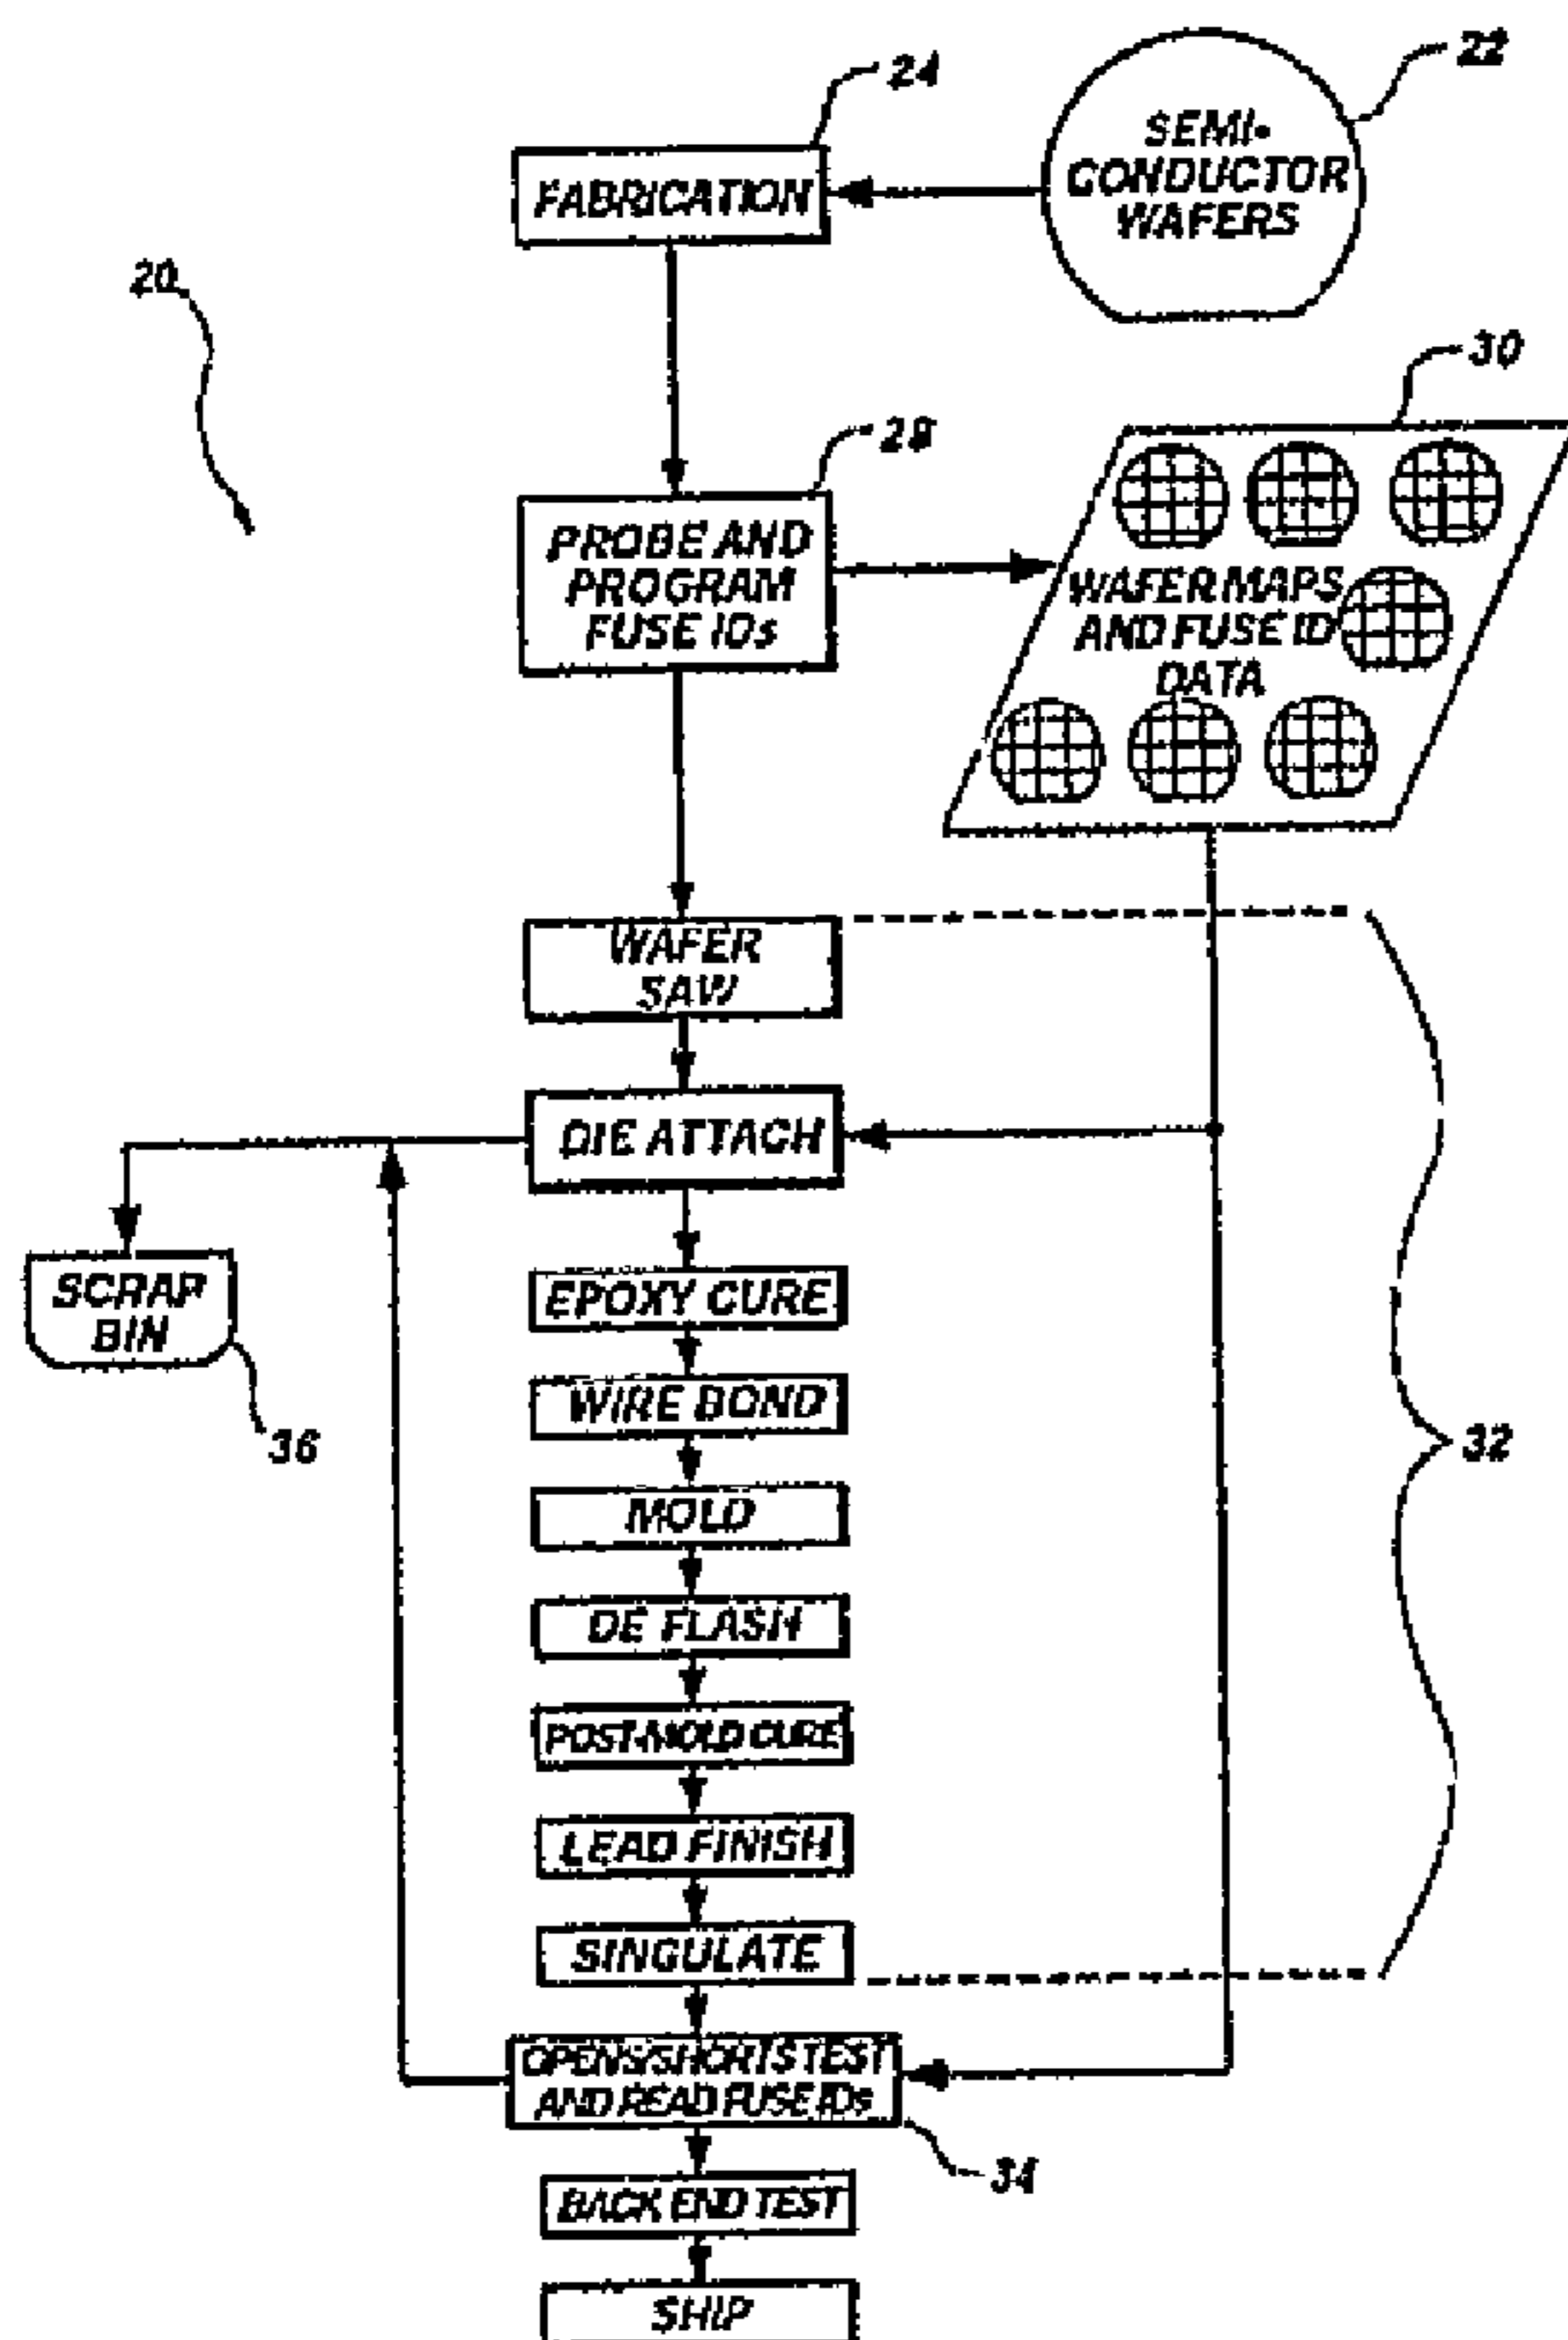 24
22
SEMI-
CONDUCTOR
WAFERS
FABRICATION
20
30
28
PROBE AND
PROGRAM
FUSE IDs
WAFER MAPS
AND FUSE ID
DATA
WAFER
SAW
DIE ATTACH
SCRAP
BIN
36
EPOXY CURE
WIRE BOND
32
MOLD
DE FLASH
POST-MOLD CURE
LEAD FINISH
SINGULATE
OPENS/SHORTS TEST
AND READ FUSE IDs
34
BACK END TEST
SHIP